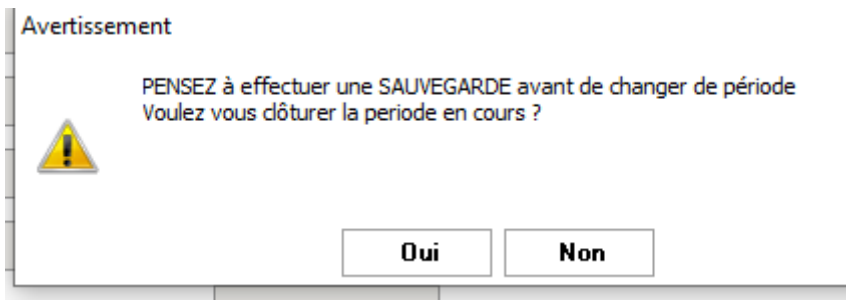 Avertissement
PENSEZ à effectuer une SAUVEGARDE avant de changer de période
Voulez vous clôturer la periode en cours ?
Oui
Non